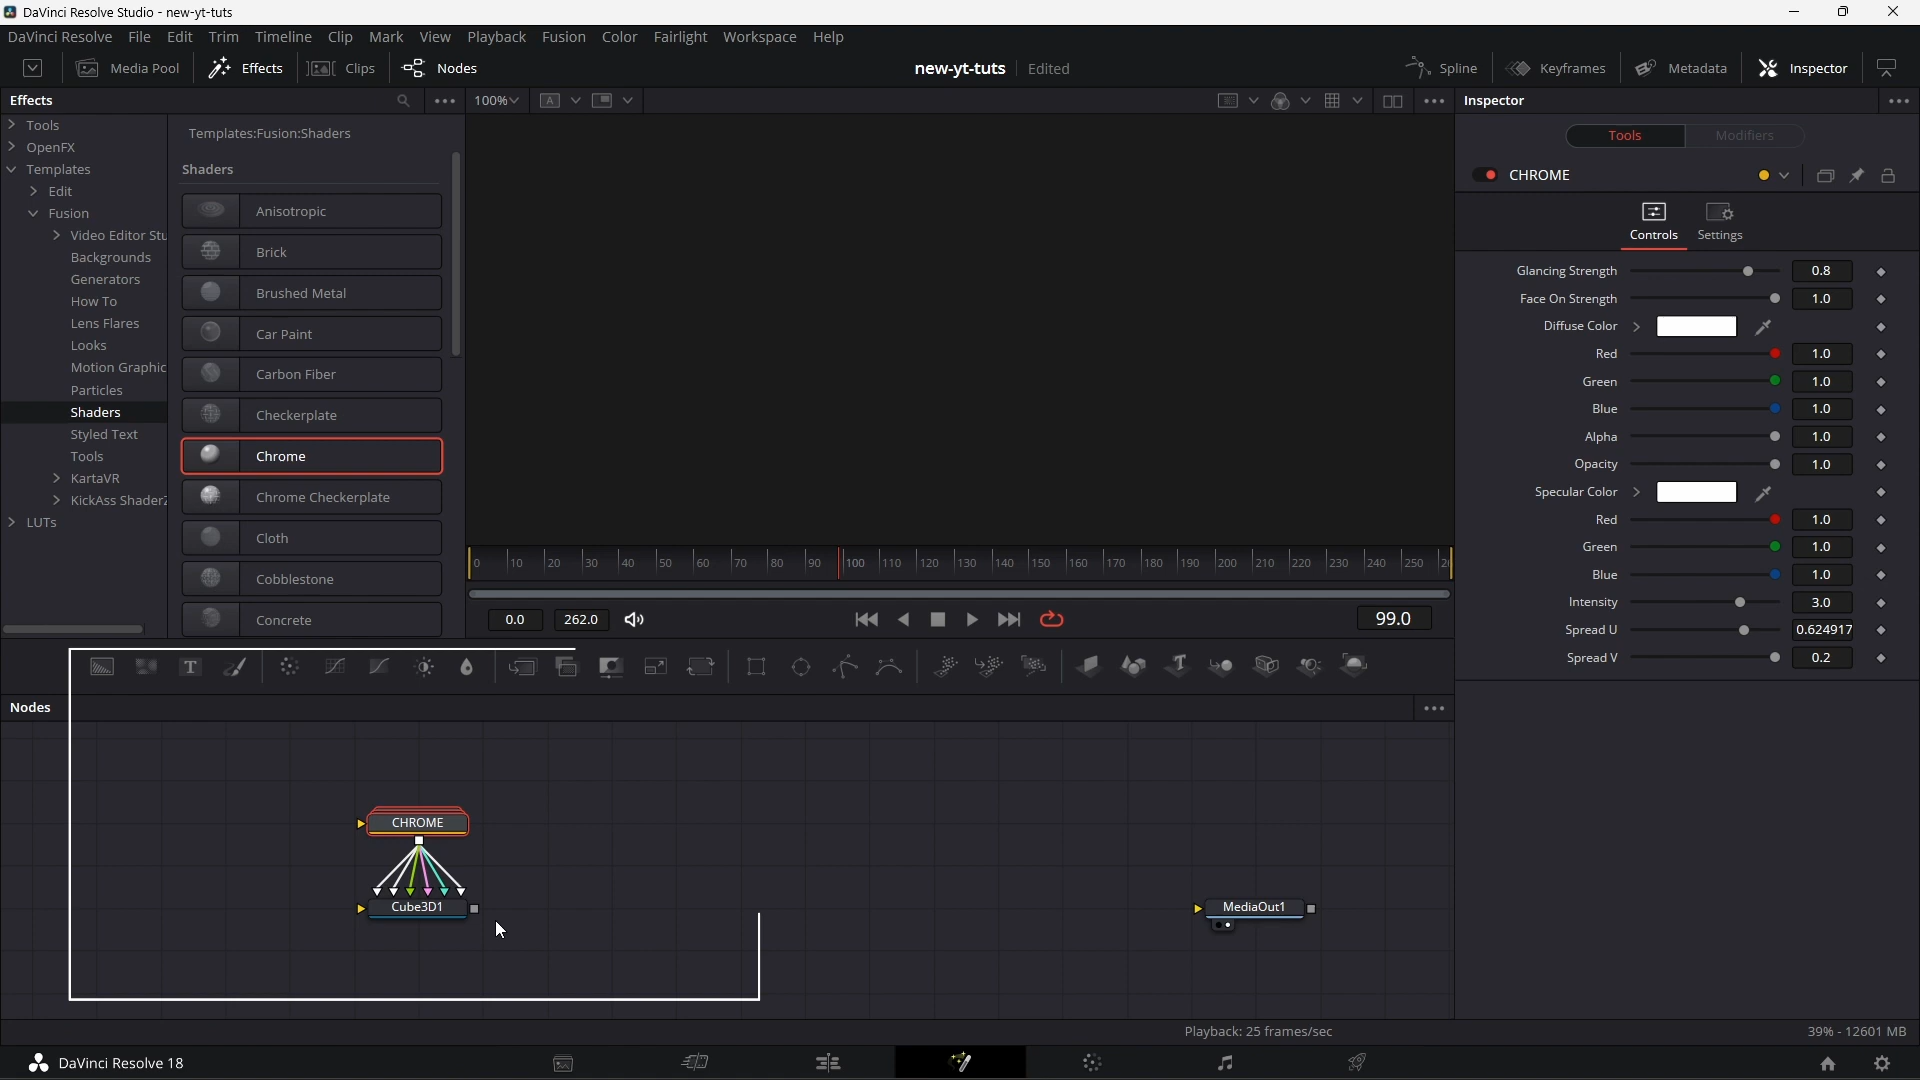 DaVinci Resolve Studio - new-yt-tuts
DaVinci Resolve File Edit Trim Timeline Clip Mark View Playback Fusion Color Fairlight Workspace Help
Media Pool Effects Clips Nodes new-yt-tuts Edited Spline Keyframes Metadata Inspector
Effects 100% A Inspector
Tools
OpenFX
Templates
Edit
Fusion
Video Editor Stu
Backgrounds
Generators
How To
Lens Flares
Looks
Motion Graphic
Particles
Shaders
Styled Text
Tools
KartaVR
KickAss ShaderZ
LUTs
Templates:Fusion:Shaders
Shaders
Anisotropic
Brick
Brushed Metal
Car Paint
Carbon Fiber
Checkerplate
Chrome
Chrome Checkerplate
Cloth
Cobblestone
Concrete
0 10 20 30 40 50 60 70 80 90 100 110 120 130 140 150 160 170 180 190 200 210 220 230 240 250
0.0 262.0 99.0
Tools Modifiers
CHROME
Controls Settings
Glancing Strength 0.8
Face On Strength 1.0
Diffuse Color
Red 1.0
Green 1.0
Blue 1.0
Alpha 1.0
Opacity 1.0
Specular Color
Red 1.0
Green 1.0
Blue 1.0
Intensity 3.0
Spread U 0.624917
Spread V 0.2
T T
Nodes
CHROME
Cube3D1
MediaOut1
Playback: 25 frames/sec 39% - 12601 MB
DaVinci Resolve 18